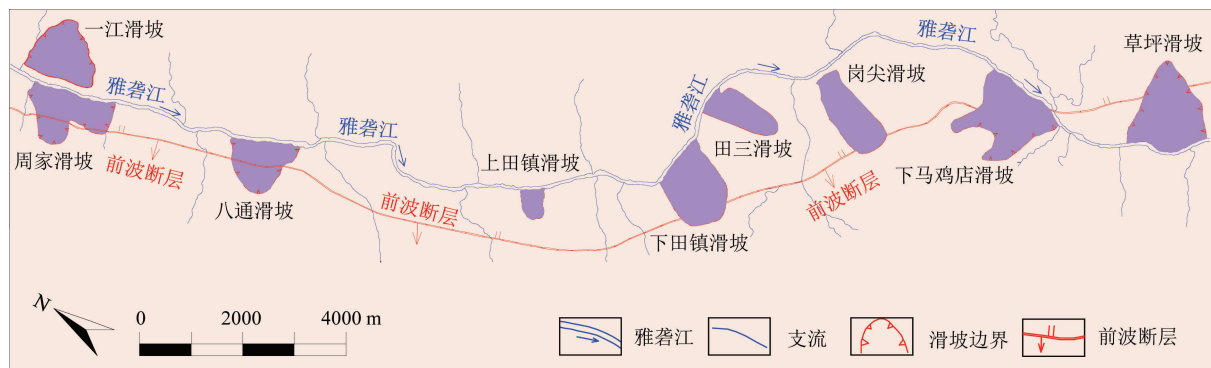 一江滑坡
雅砻江
周家滑坡
前波断层
八通滑坡
雅砻江
前波断层
上田镇滑坡
下田镇滑坡
雅砻江
田三滑坡
岗尖滑坡
前波断层
雅砻江
下马鸡店滑坡
草坪滑坡
N
0 2000 4000 m
雅砻江
支流
滑坡边界
前波断层